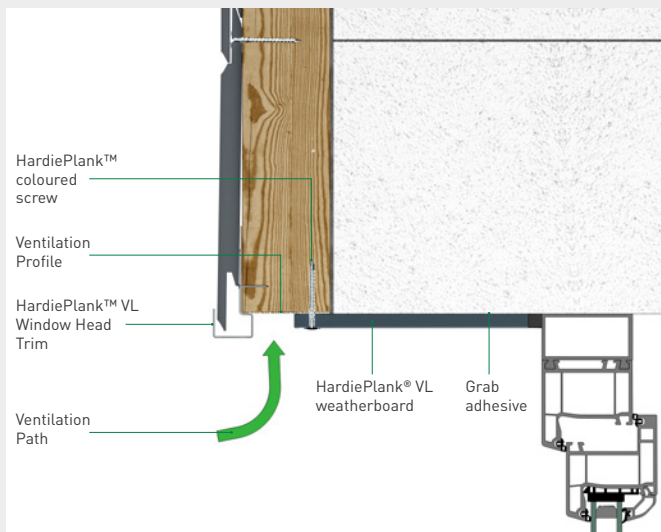 HardiePlank™
coloured
screw
Ventilation
Profile
HardiePlank™ VL
Window Head
Trim
Ventilation
Path
HardiePlank® VL
weatherboard
Grab
adhesive